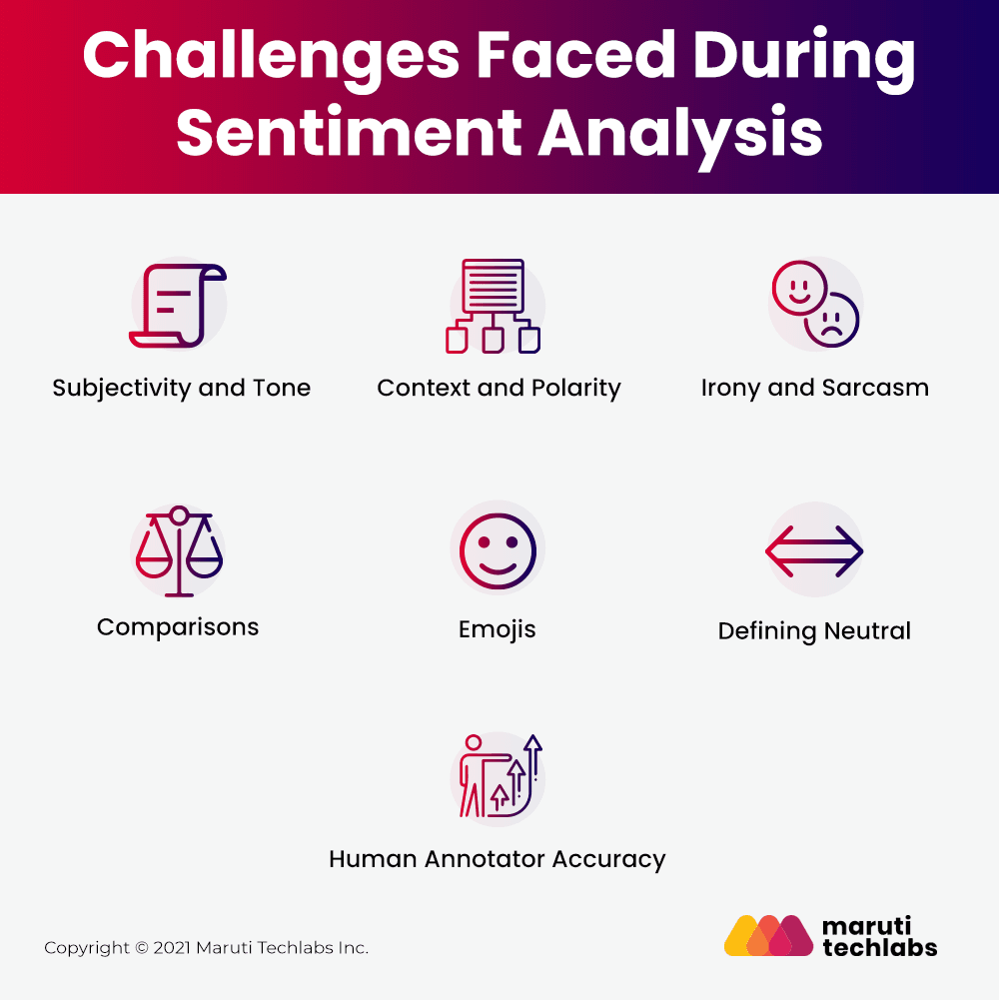 Challenges Faced During
Sentiment Analysis
Subjectivity and Tone
Context and Polarity
Irony and Sarcasm
Comparisons
Emojis
Defining Neutral
Human Annotator Accuracy
Copyright © 2021 Maruti Techlabs Inc.
maruti
techlabs